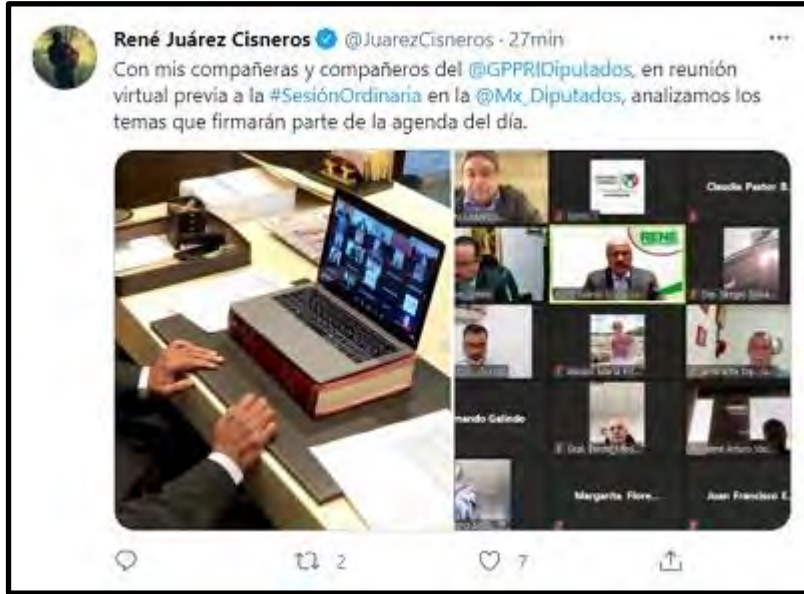 René Juárez Cisneros @JuarezCisneros · 27min
Con mis compañeras y compañeros del @GPPRIDiputados, en reunión
virtual previa a la #SesiónOrdinaria en la @Mx_Diputados, analizamos los
temas que firmarán parte de la agenda del día.
Claudia Pastor B
RENÉ
mando Galindo
Margarita Flore...
Juan Francisco E
2
7